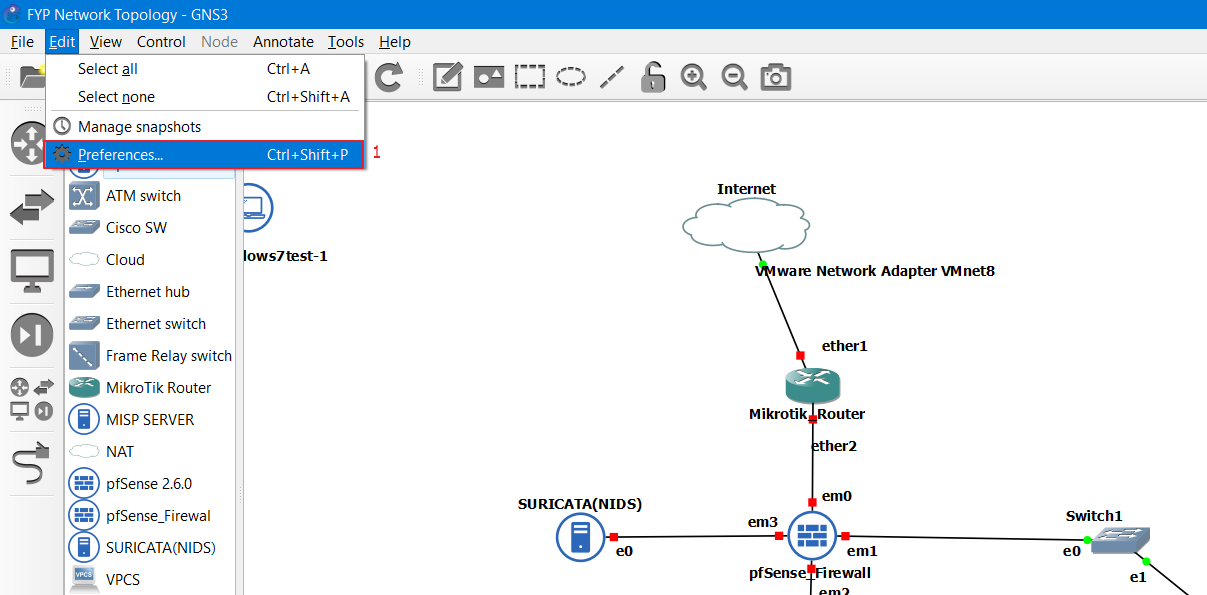 FYP Network Topology - GNS3
File Edit View Control Node Annotate Tools Help
Select all Ctrl+A
Select none Ctrl+Shift+A
Manage snapshots
Preferences... Ctrl+Shift+P
1
ATM switch
Cisco SW
Cloud
Ethernet hub
Ethernet switch
Frame Relay switch
MikroTik Router
MISP SERVER
NAT
pfSense 2.6.0
pfSense_Firewal
SURICATA(NIDS)
VPCS
VPCS
dows7test-1
Internet
VMware Network Adapter VMnet8
ether1
Mikrotik_Router
ether2
em0
SURICATA(NIDS)
e0
em3
em1
pfSense_Firewall
em2
Switch1
e0
e1